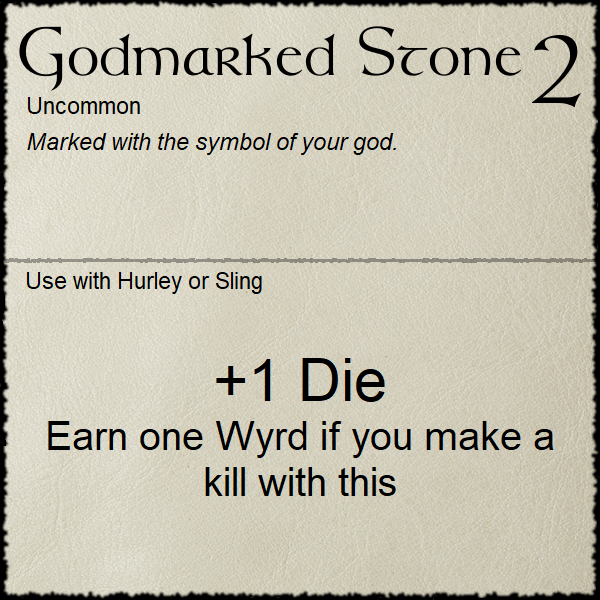 Godmarked Stone 2
Uncommon
Marked with the symbol of your god.
Use with Hurley or Sling
+1 Die
Earn one Wyrd if you make a
kill with this